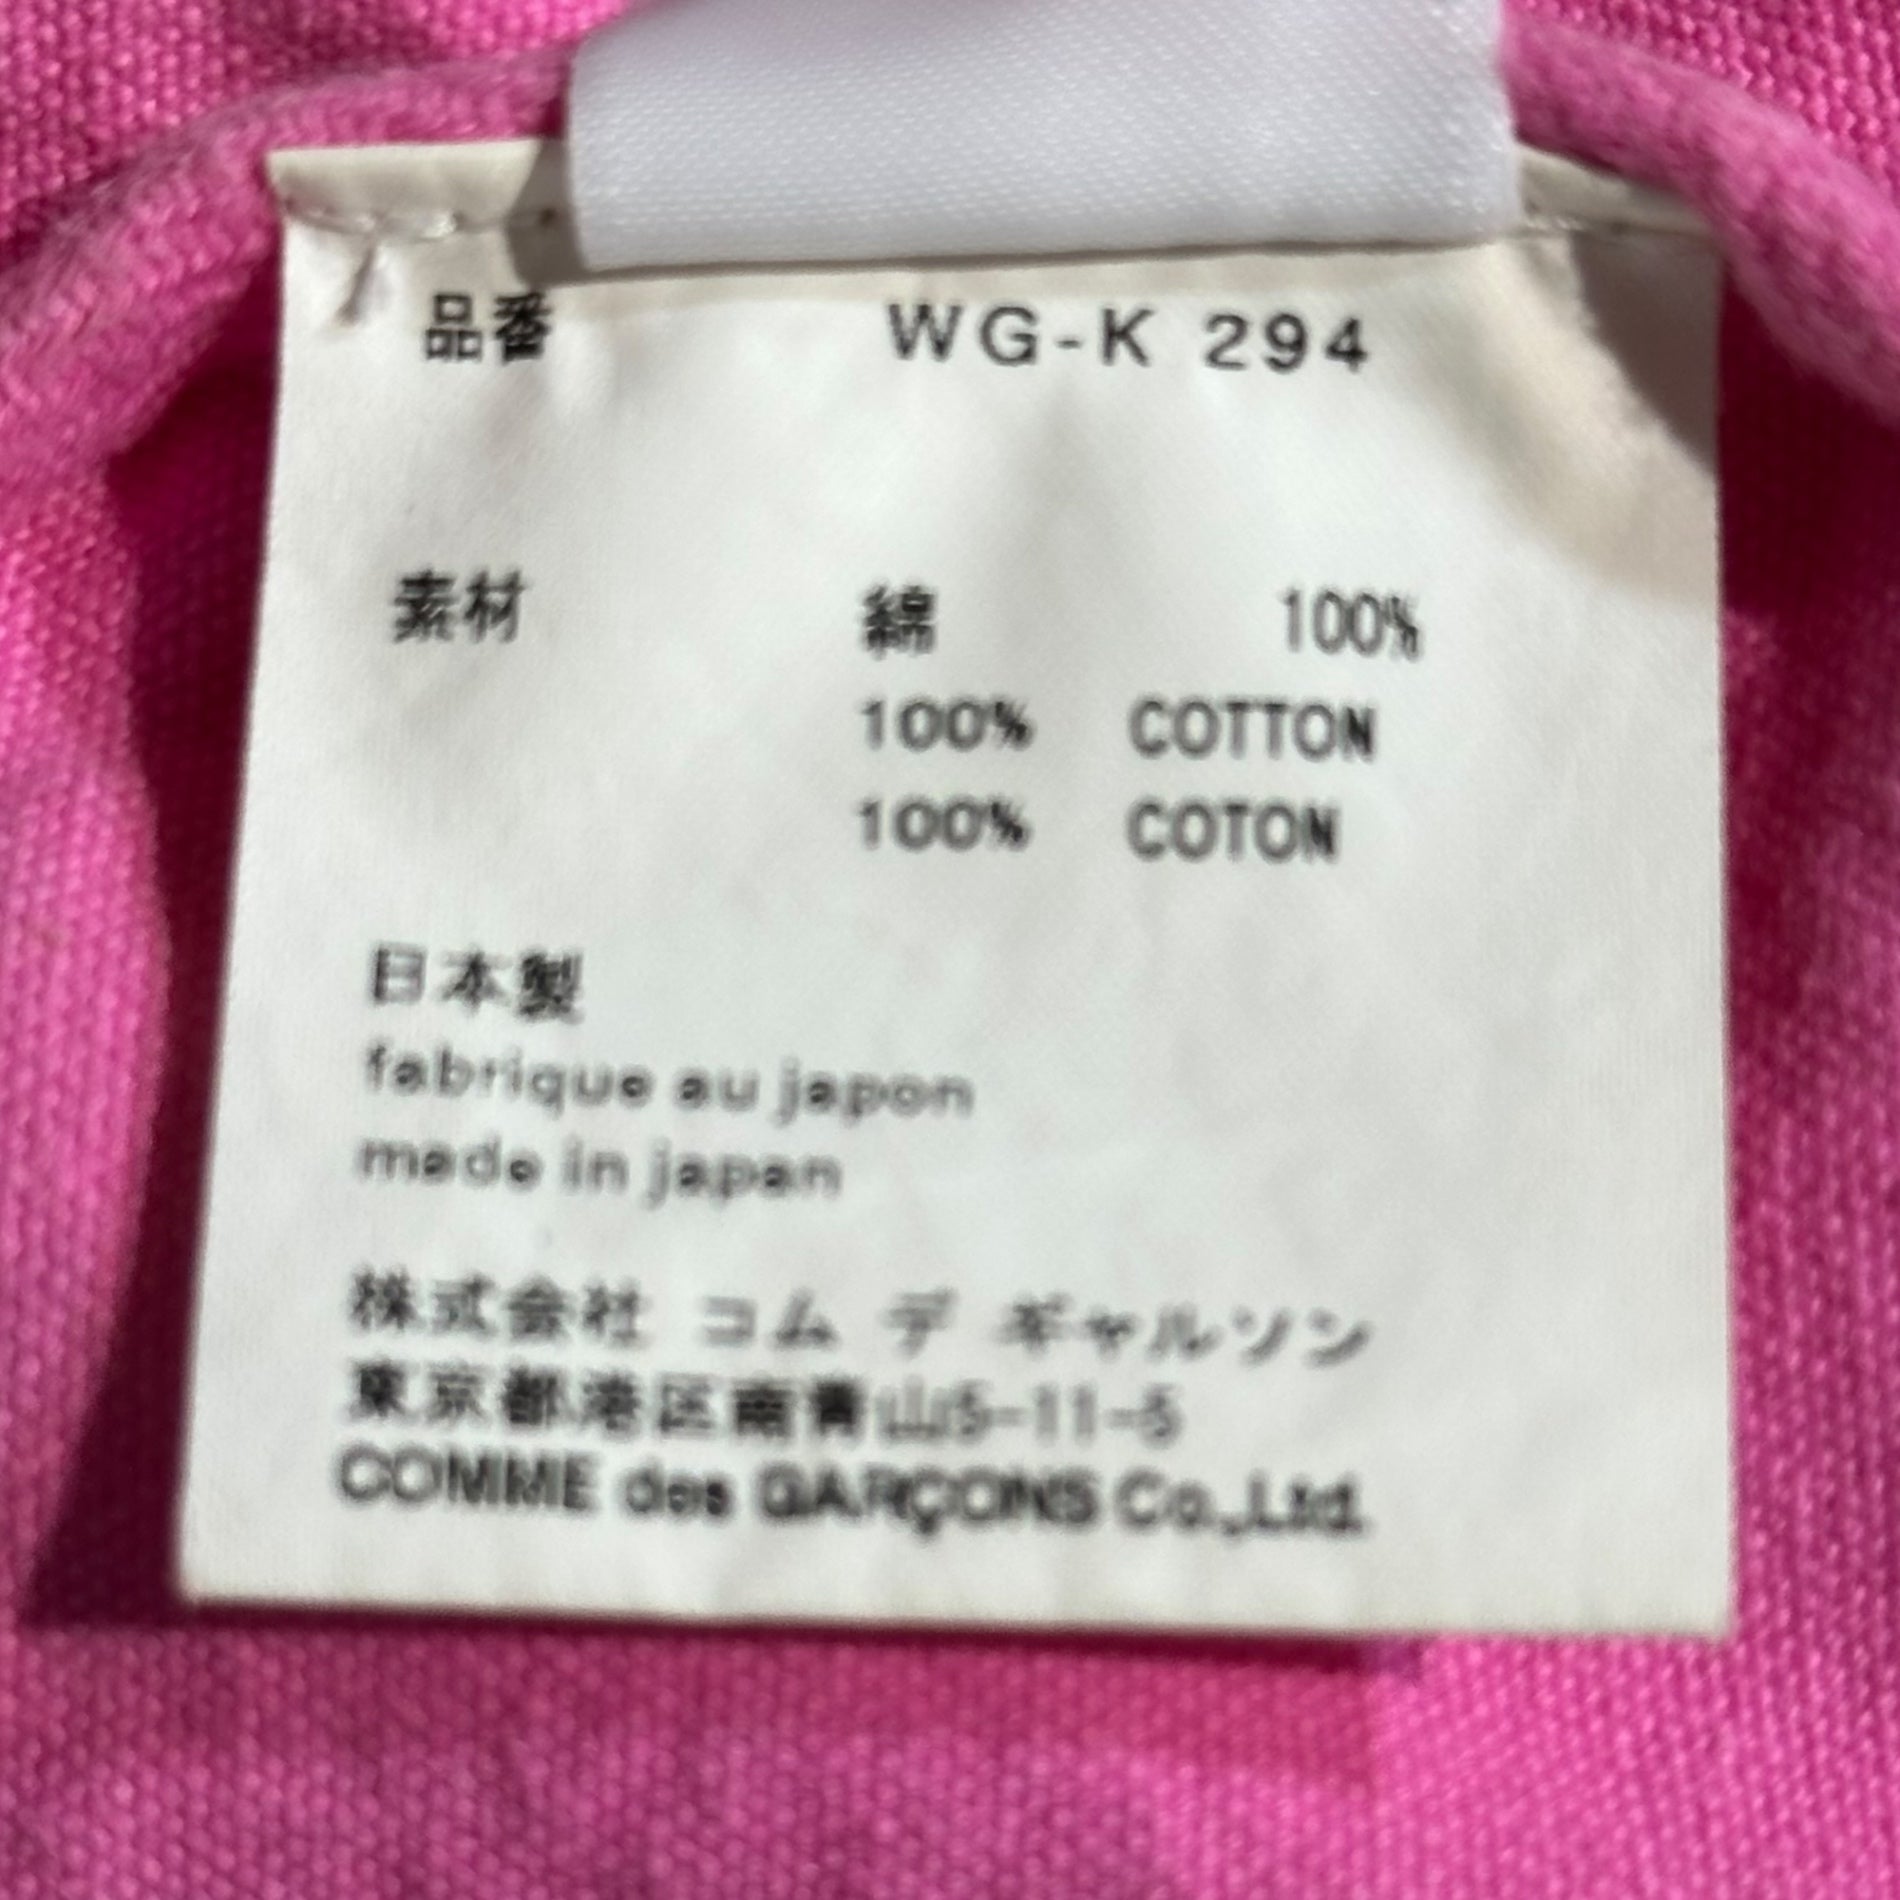 品番 WG-K 294
素材 綿 100%
100% COTTON
100% COTON
日本製
fabrique au japon
made in japan
株式会社 コム デ ギャルソン
東京都港区南青山5-11-5
COMME des GARÇONS Co.,Ltd.